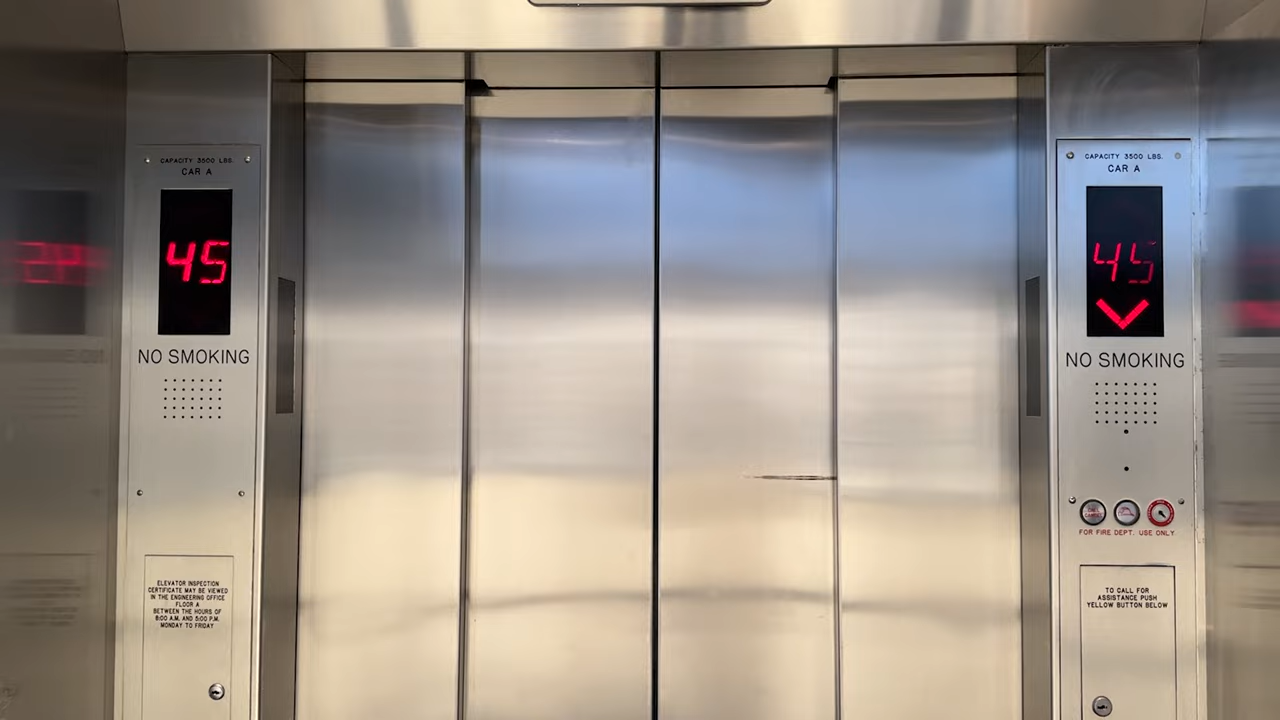 CAPACITY 3500 LBS.
CAR A
45
NO SMOKING
ELEVATOR INSPECTION
CERTIFICATE MAY BE VIEWED
IN THE ENGINEERING OFFICE
FLOOR A
BETWEEN THE HOURS OF
8:00 A.M. AND 5:00 P.M.
MONDAY TO FRIDAY
CAPACITY 3500 LBS.
CAR A
45
NO SMOKING
FOR FIRE DEPT. USE ONLY
TO CALL FOR
ASSISTANCE PUSH
YELLOW BUTTON BELOW